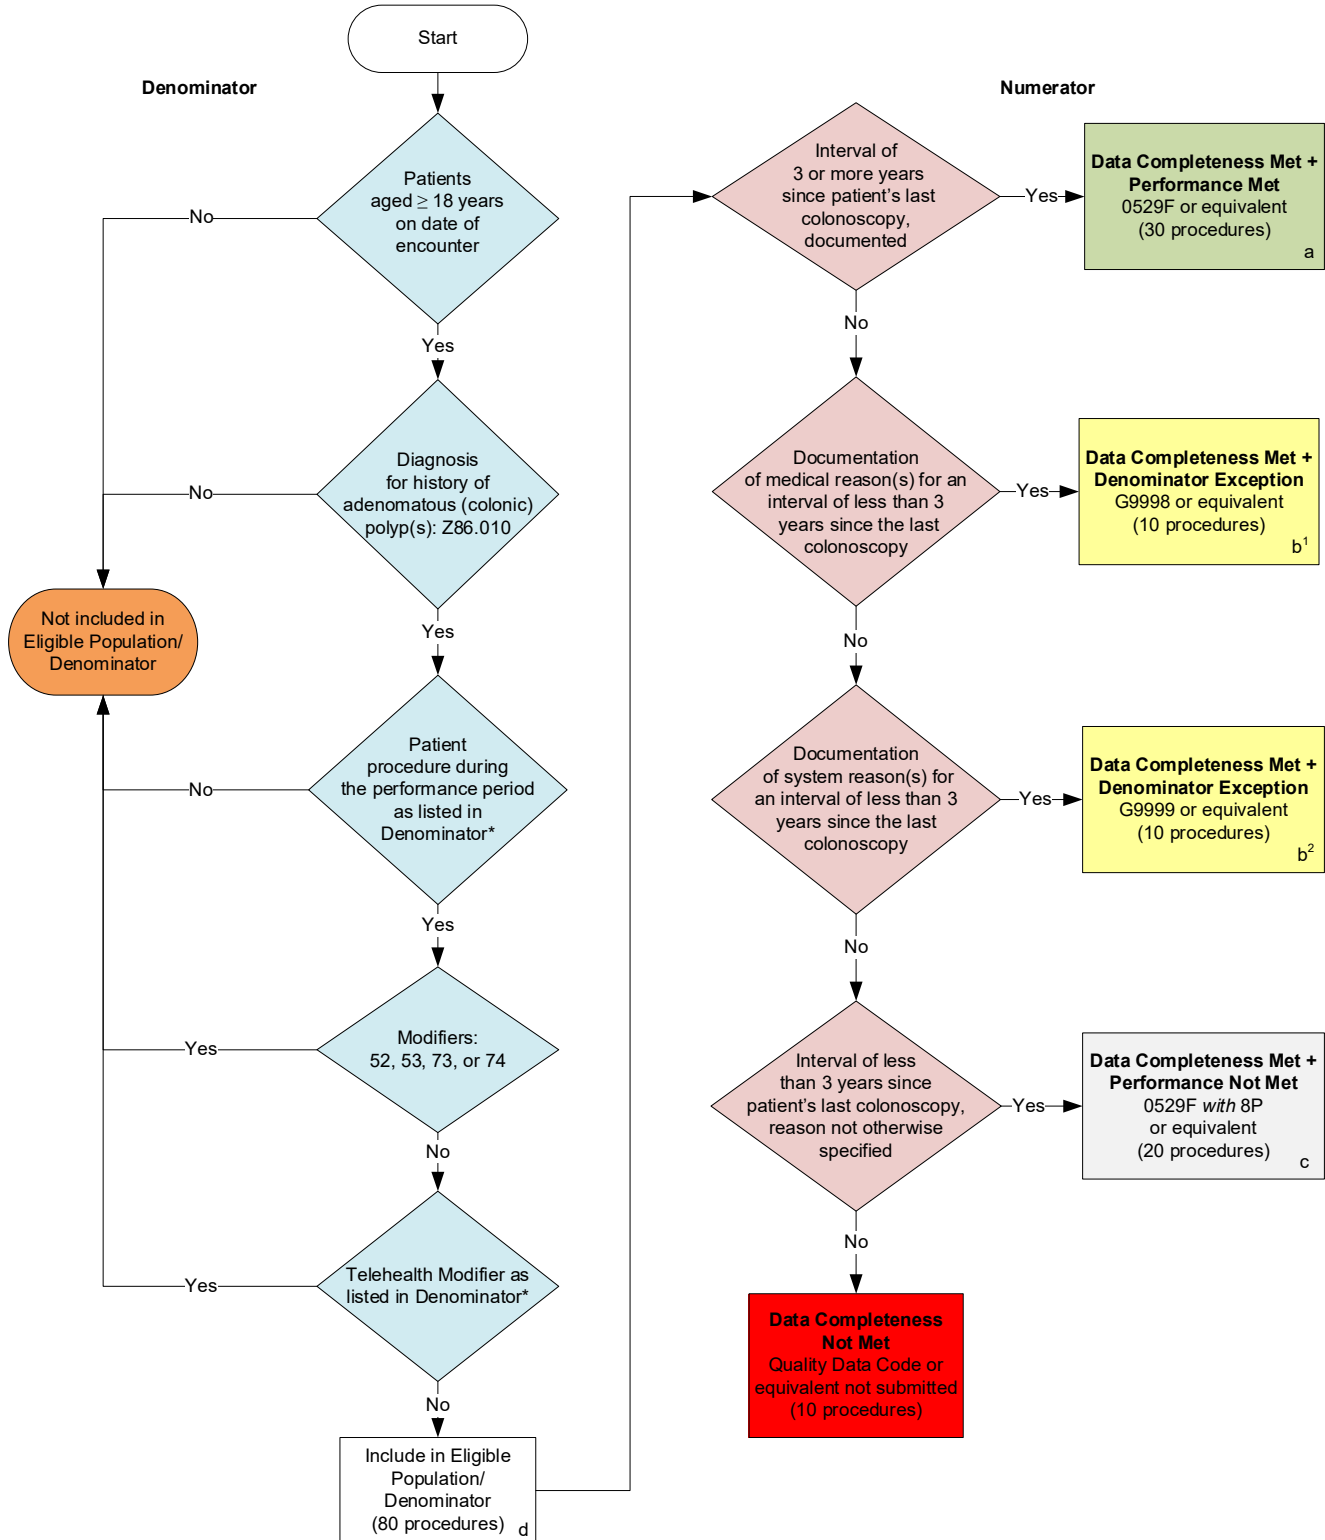 Start
Denominator
Patients
aged ≥ 18 years
on date of
encounter
No
Yes
Diagnosis
for history of
adenomatous (colonic)
polyp(s): Z86.010
No
Yes
Not included in
Eligible Population/
Denominator
Patient
procedure during
the performance period
as listed in
Denominator*
No
Yes
Modifiers:
52, 53, 73, or 74
Yes
No
Telehealth Modifier as
listed in Denominator*
Yes
No
Include in Eligible
Population/
Denominator
(80 procedures)
d
Numerator
Interval of
3 or more years
since patient’s last
colonoscopy,
documented
Yes
Data Completeness Met +
Performance Met
0529F or equivalent
(30 procedures)
a
No
Documentation
of medical reason(s) for an
interval of less than 3
years since the last
colonoscopy
Yes
Data Completeness Met +
Denominator Exception
G9998 or equivalent
(10 procedures)
b¹
No
Documentation
of system reason(s) for
an interval of less than 3
years since the last
colonoscopy
Yes
Data Completeness Met +
Denominator Exception
G9999 or equivalent
(10 procedures)
b²
No
Interval of less
than 3 years since
patient’s last colonoscopy,
reason not otherwise
specified
Yes
Data Completeness Met +
Performance Not Met
0529F with 8P
or equivalent
(20 procedures)
c
No
Data Completeness
Not Met
Quality Data Code or
equivalent not submitted
(10 procedures)